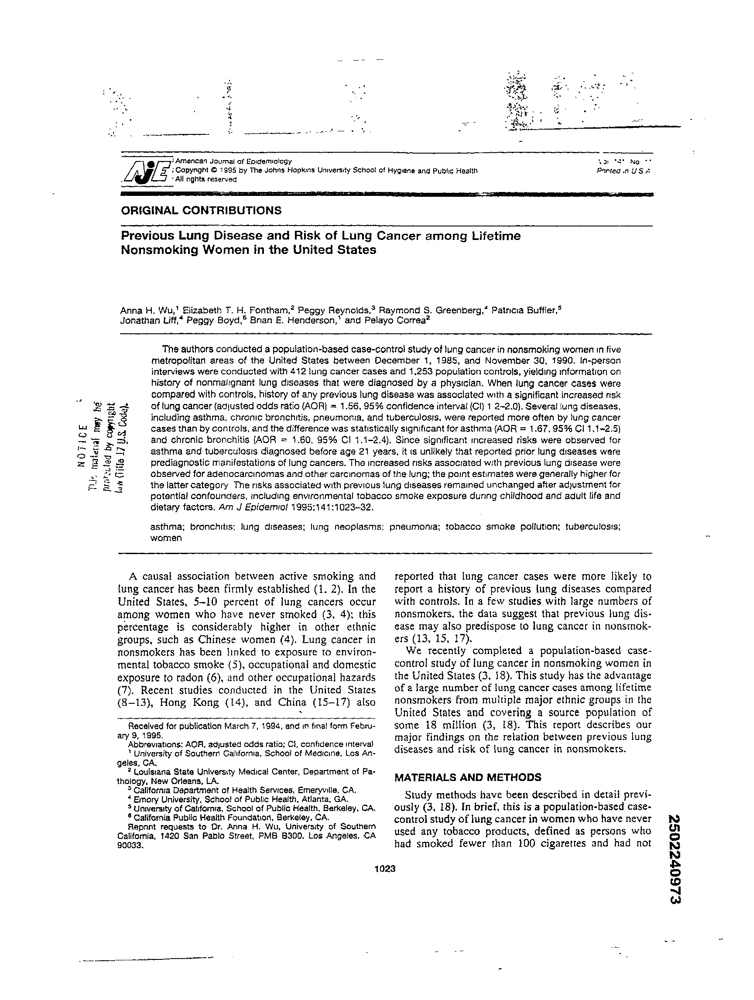 AJE
American Journal of Epidemiology
Copyright © 1995 by The Johns Hopkins University School of Hygiene and Public Health
All rights reserved
Printed in U S A
ORIGINAL CONTRIBUTIONS
Previous Lung Disease and Risk of Lung Cancer among Lifetime
Nonsmoking Women in the United States
Anna H. Wu,1 Elizabeth T. H. Fontham,2 Peggy Reynolds,3 Raymond S. Greenberg,4 Patricia Buffler,5
Jonathan Liff,4 Peggy Boyd,6 Brian E. Henderson,1 and Pelayo Correa2
The authors conducted a population-based case-control study of lung cancer in nonsmoking women in five
metropolitan areas of the United States between December 1, 1985, and November 30, 1990. In-person
interviews were conducted with 412 lung cancer cases and 1,253 population controls, yielding information on
history of nonmalignant lung diseases that were diagnosed by a physician. When lung cancer cases were
compared with controls, history of any previous lung disease was associated with a significant increased risk
of lung cancer (adjusted odds ratio (AOR) = 1.56, 95% confidence interval (CI) 1 2–2.0). Several lung diseases,
including asthma, chronic bronchitis, pneumonia, and tuberculosis, were reported more often by lung cancer
cases than by controls, and the difference was statistically significant for asthma (AOR = 1.67, 95% CI 1.1–2.5)
and chronic bronchitis (AOR = 1.60, 95% CI 1.1–2.4). Since significant increased risks were observed for
asthma and tuberculosis diagnosed before age 21 years, it is unlikely that reported prior lung diseases were
prediagnostic manifestations of lung cancers. The increased risks associated with previous lung disease were
observed for adenocarcinomas and other carcinomas of the lung; the point estimates were generally higher for
the latter category The risks associated with previous lung diseases remained unchanged after adjustment for
potential confounders, including environmental tobacco smoke exposure during childhood and adult life and
dietary factors. Am J Epidemiol 1995;141:1023–32.
asthma; bronchitis; lung diseases; lung neoplasms; pneumonia; tobacco smoke pollution; tuberculosis;
women
NOTICE
This material may be
protected by copyright
law (Title 17 U.S. Code).
A causal association between active smoking and
lung cancer has been firmly established (1, 2). In the
United States, 5–10 percent of lung cancers occur
among women who have never smoked (3, 4); this
percentage is considerably higher in other ethnic
groups, such as Chinese women (4). Lung cancer in
nonsmokers has been linked to exposure to environ-
mental tobacco smoke (5), occupational and domestic
exposure to radon (6), and other occupational hazards
(7). Recent studies conducted in the United States
(8–13), Hong Kong (14), and China (15–17) also
Received for publication March 7, 1994, and in final form Febru-
ary 9, 1995.
Abbreviations: AOR, adjusted odds ratio; CI, confidence interval
1 University of Southern California, School of Medicine, Los An-
geles, CA.
2 Louisiana State University Medical Center, Department of Pa-
thology, New Orleans, LA.
3 California Department of Health Services, Emeryville, CA.
4 Emory University, School of Public Health, Atlanta, GA.
5 University of California, School of Public Health, Berkeley, CA.
6 California Public Health Foundation, Berkeley, CA.
Reprint requests to Dr. Anna H. Wu, University of Southern
California, 1420 San Pablo Street, PMB B300, Los Angeles, CA
90033.
reported that lung cancer cases were more likely to
report a history of previous lung diseases compared
with controls. In a few studies with large numbers of
nonsmokers, the data suggest that previous lung dis-
ease may also predispose to lung cancer in nonsmok-
ers (13, 15, 17).
We recently completed a population-based case-
control study of lung cancer in nonsmoking women in
the United States (3, 18). This study has the advantage
of a large number of lung cancer cases among lifetime
nonsmokers from multiple major ethnic groups in the
United States and covering a source population of
some 18 million (3, 18). This report describes our
major findings on the relation between previous lung
diseases and risk of lung cancer in nonsmokers.
MATERIALS AND METHODS
Study methods have been described in detail previ-
ously (3, 18). In brief, this is a population-based case-
control study of lung cancer in women who have never
used any tobacco products, defined as persons who
had smoked fewer than 100 cigarettes and had not
1023
2502240973